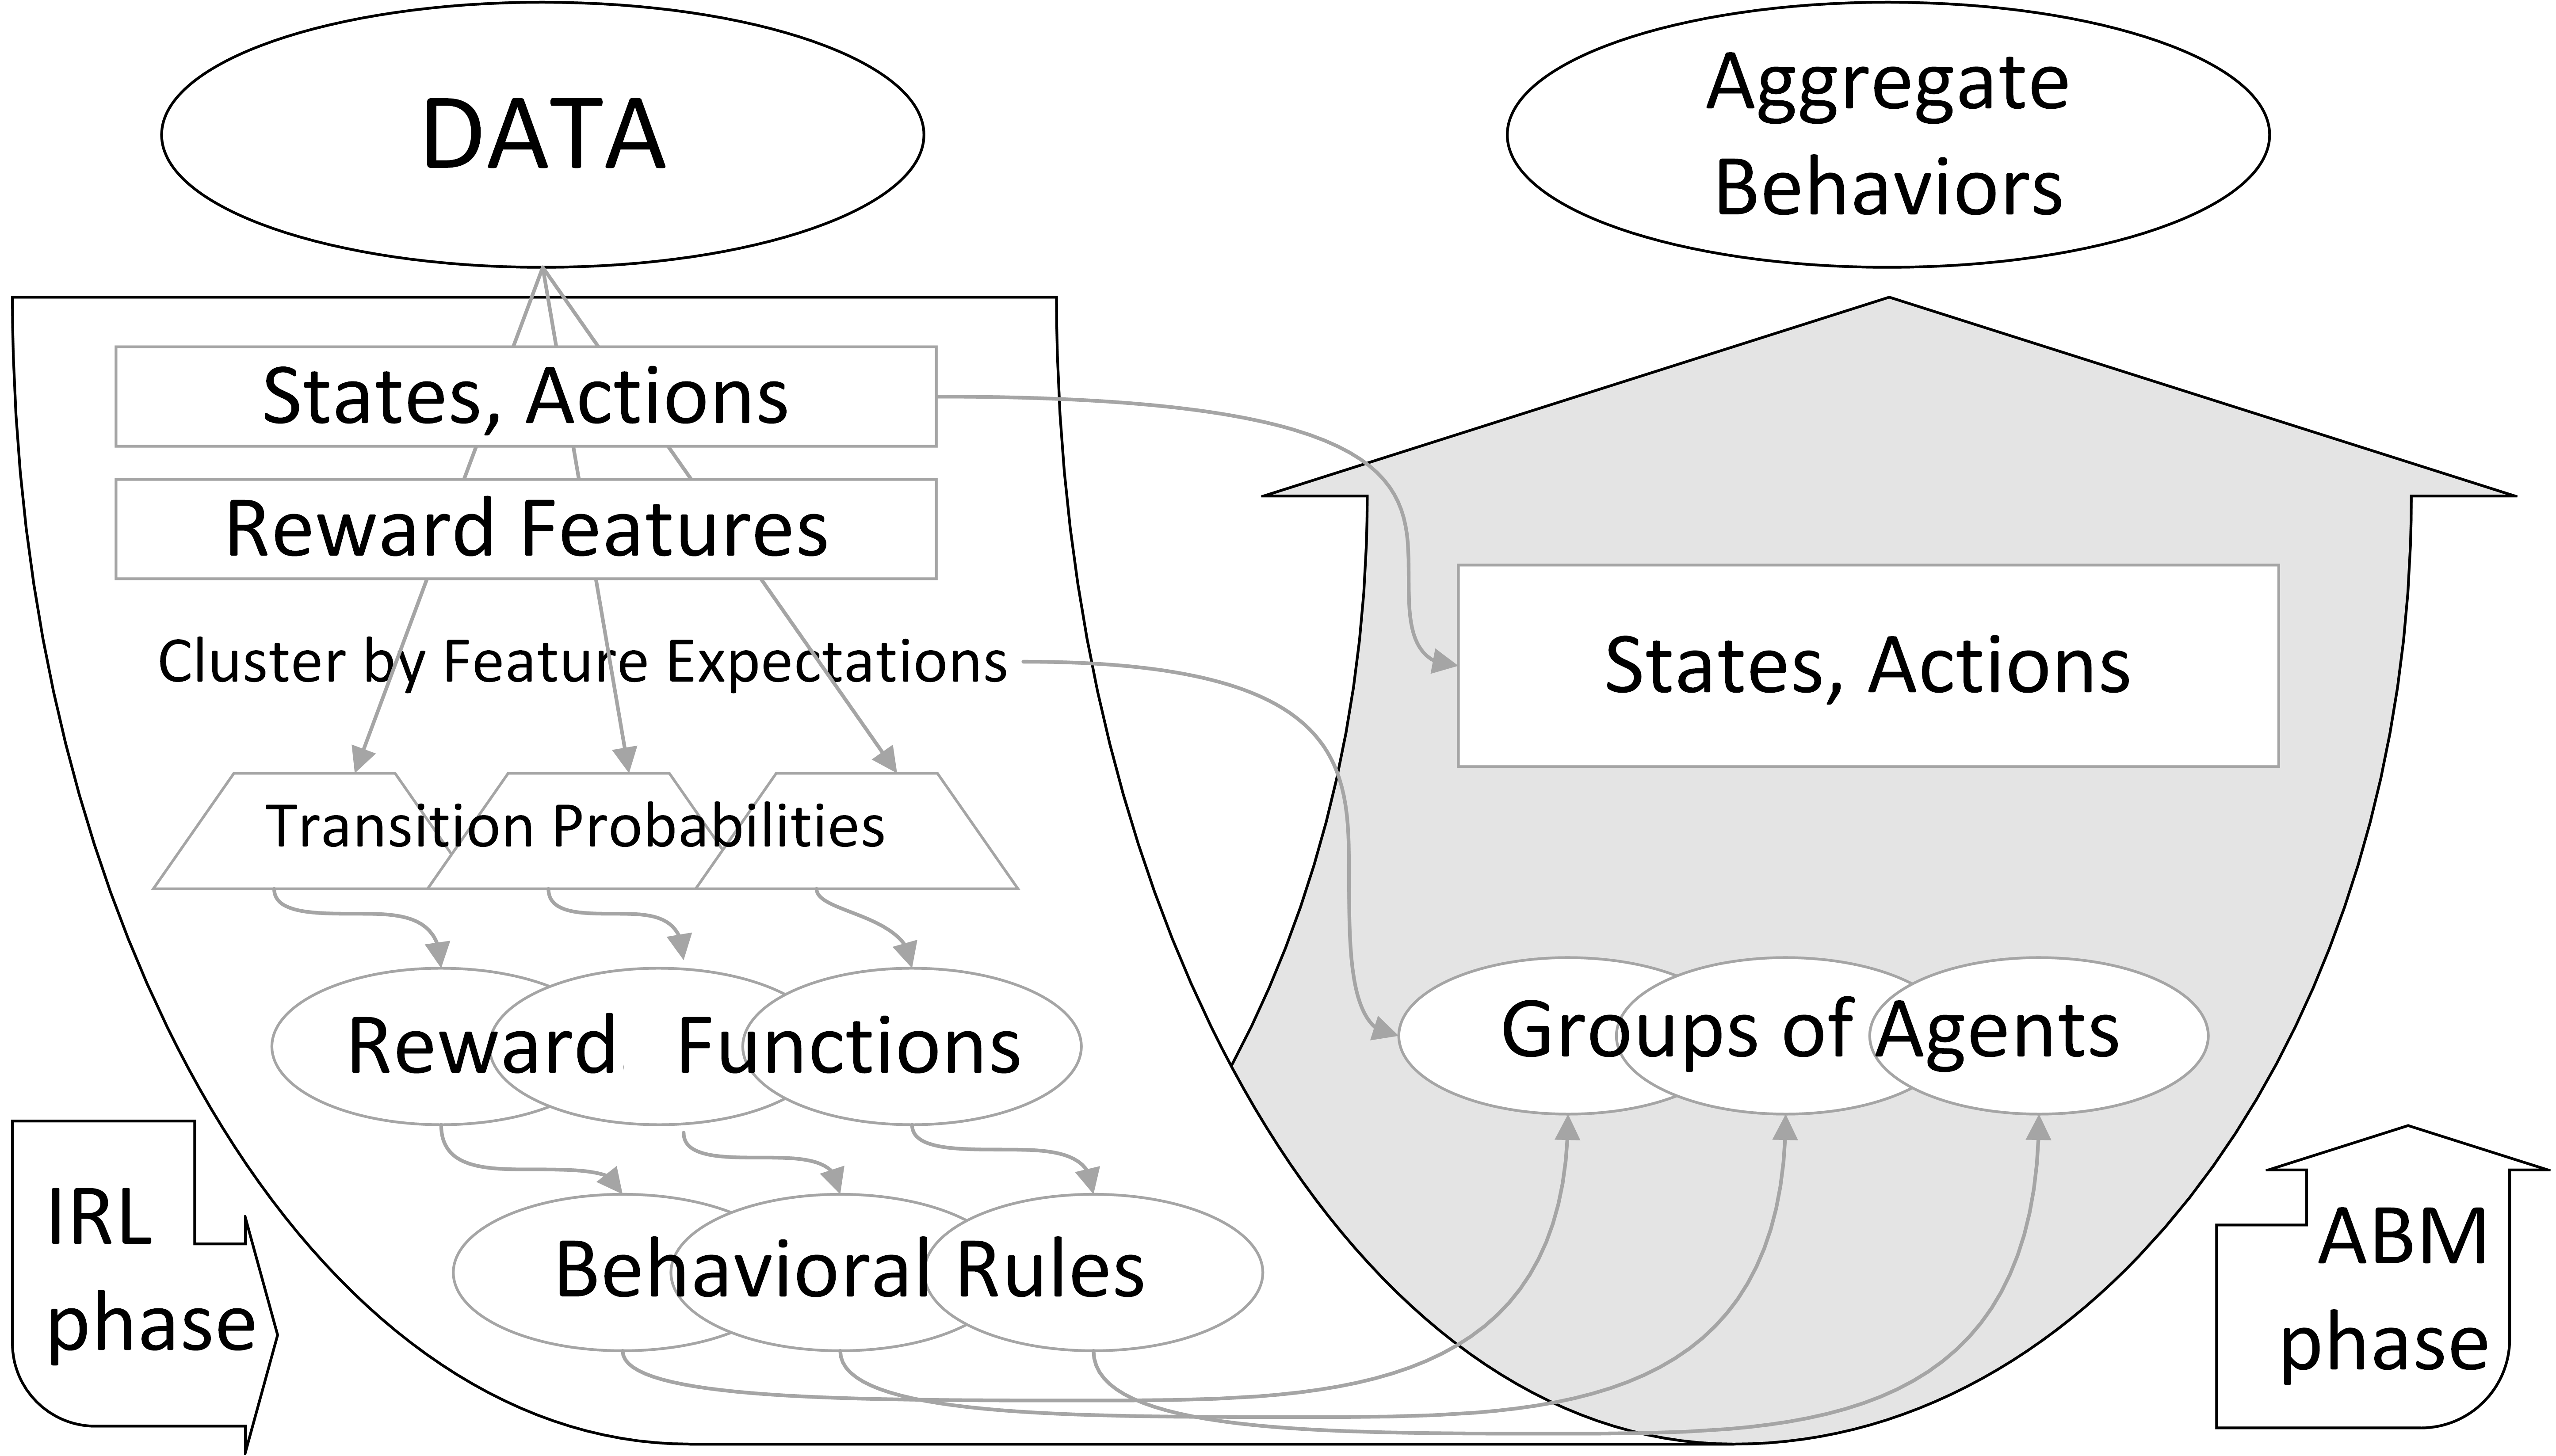 DATA
Aggregate
Behaviors
States, Actions
Reward Features
Cluster by Feature Expectations
Transition Probabilities
Reward Functions
Behavioral Rules
IRL
phase
States, Actions
Groups of Agents
ABM
phase